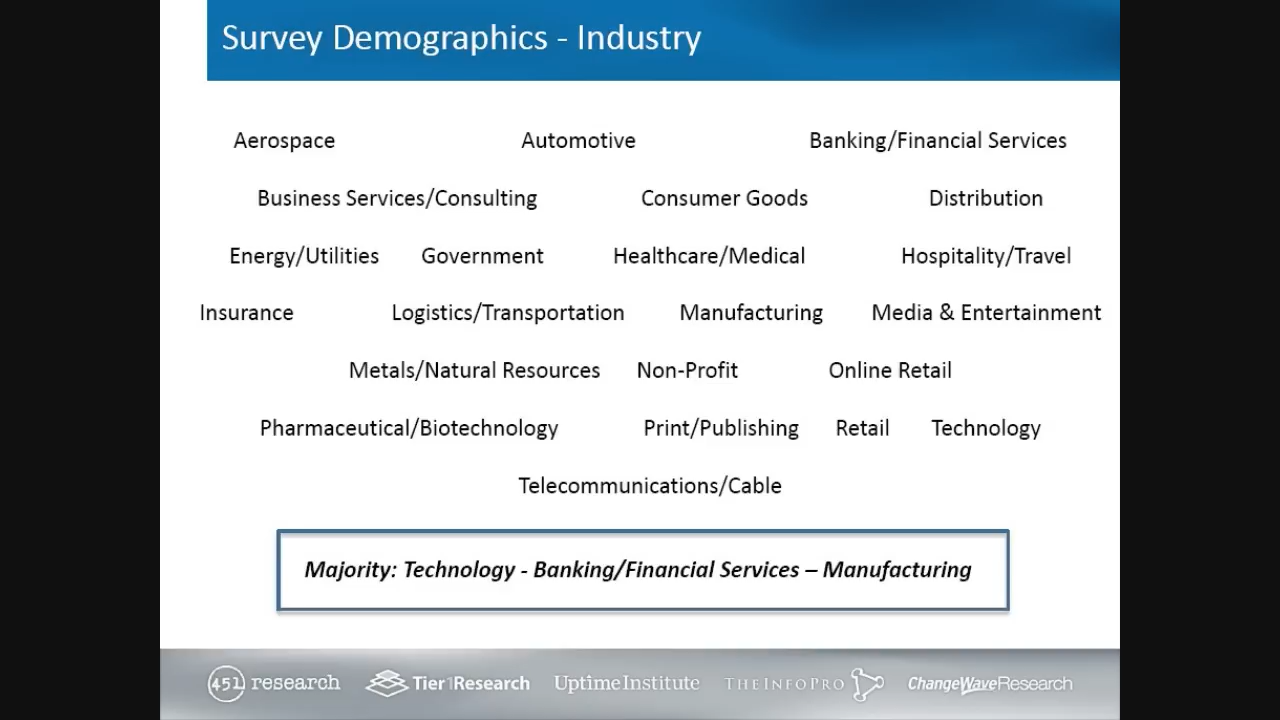 Survey Demographics - Industry
Aerospace Automotive Banking/Financial Services
Business Services/Consulting Consumer Goods Distribution
Energy/Utilities Government Healthcare/Medical Hospitality/Travel
Insurance Logistics/Transportation Manufacturing Media & Entertainment
Metals/Natural Resources Non-Profit Online Retail
Pharmaceutical/Biotechnology Print/Publishing Retail Technology
Telecommunications/Cable
Majority: Technology - Banking/Financial Services – Manufacturing
451 research Tier1Research UptimeInstitute THEINFOPRO ChangeWaveResearch